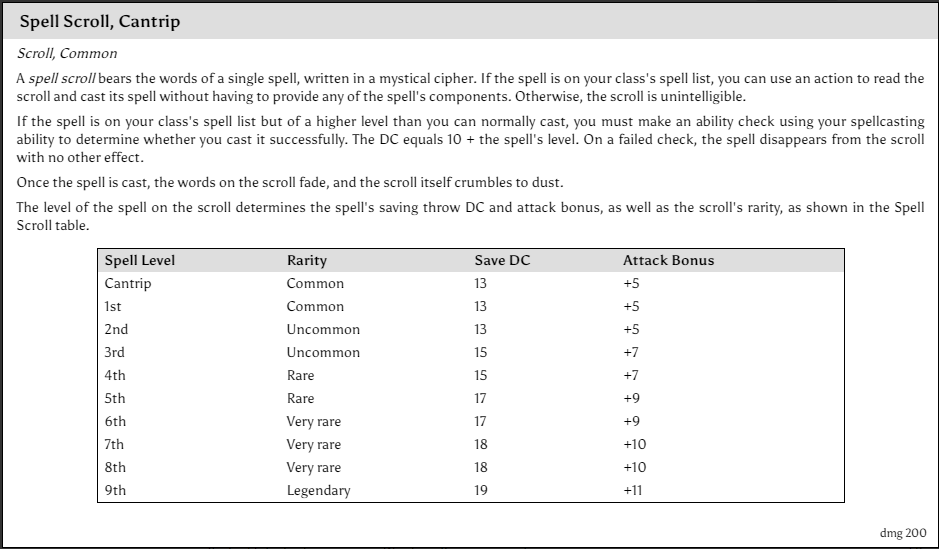 Spell Scroll, Cantrip
Scroll, Common
A spell scroll bears the words of a single spell, written in a mystical cipher. If the spell is on your class's spell list, you can use an action to read the
scroll and cast its spell without having to provide any of the spell's components. Otherwise, the scroll is unintelligible.
If the spell is on your class's spell list but of a higher level than you can normally cast, you must make an ability check using your spellcasting
ability to determine whether you cast it successfully. The DC equals 10 + the spell's level. On a failed check, the spell disappears from the scroll
with no other effect.
Once the spell is cast, the words on the scroll fade, and the scroll itself crumbles to dust.
The level of the spell on the scroll determines the spell's saving throw DC and attack bonus, as well as the scroll's rarity, as shown in the Spell
Scroll table.
Spell Level Rarity Save DC Attack Bonus
Cantrip Common 13 +5
1st Common 13 +5
2nd Uncommon 13 +5
3rd Uncommon 15 +7
4th Rare 15 +7
5th Rare 17 +9
6th Very rare 17 +9
7th Very rare 18 +10
8th Very rare 18 +10
9th Legendary 19 +11
dmg 200